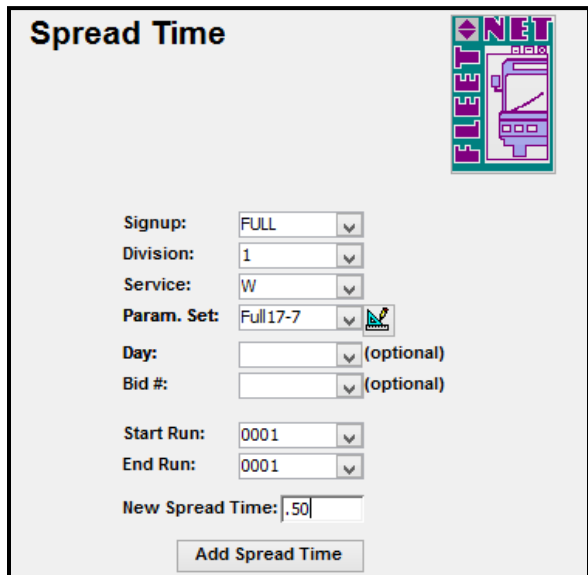 Spread Time
FLEET NET
Signup: FULL
Division: 1
Service: W
Param. Set: Full17-7
Day: (optional)
Bid #: (optional)
Start Run: 0001
End Run: 0001
New Spread Time: .50
Add Spread Time